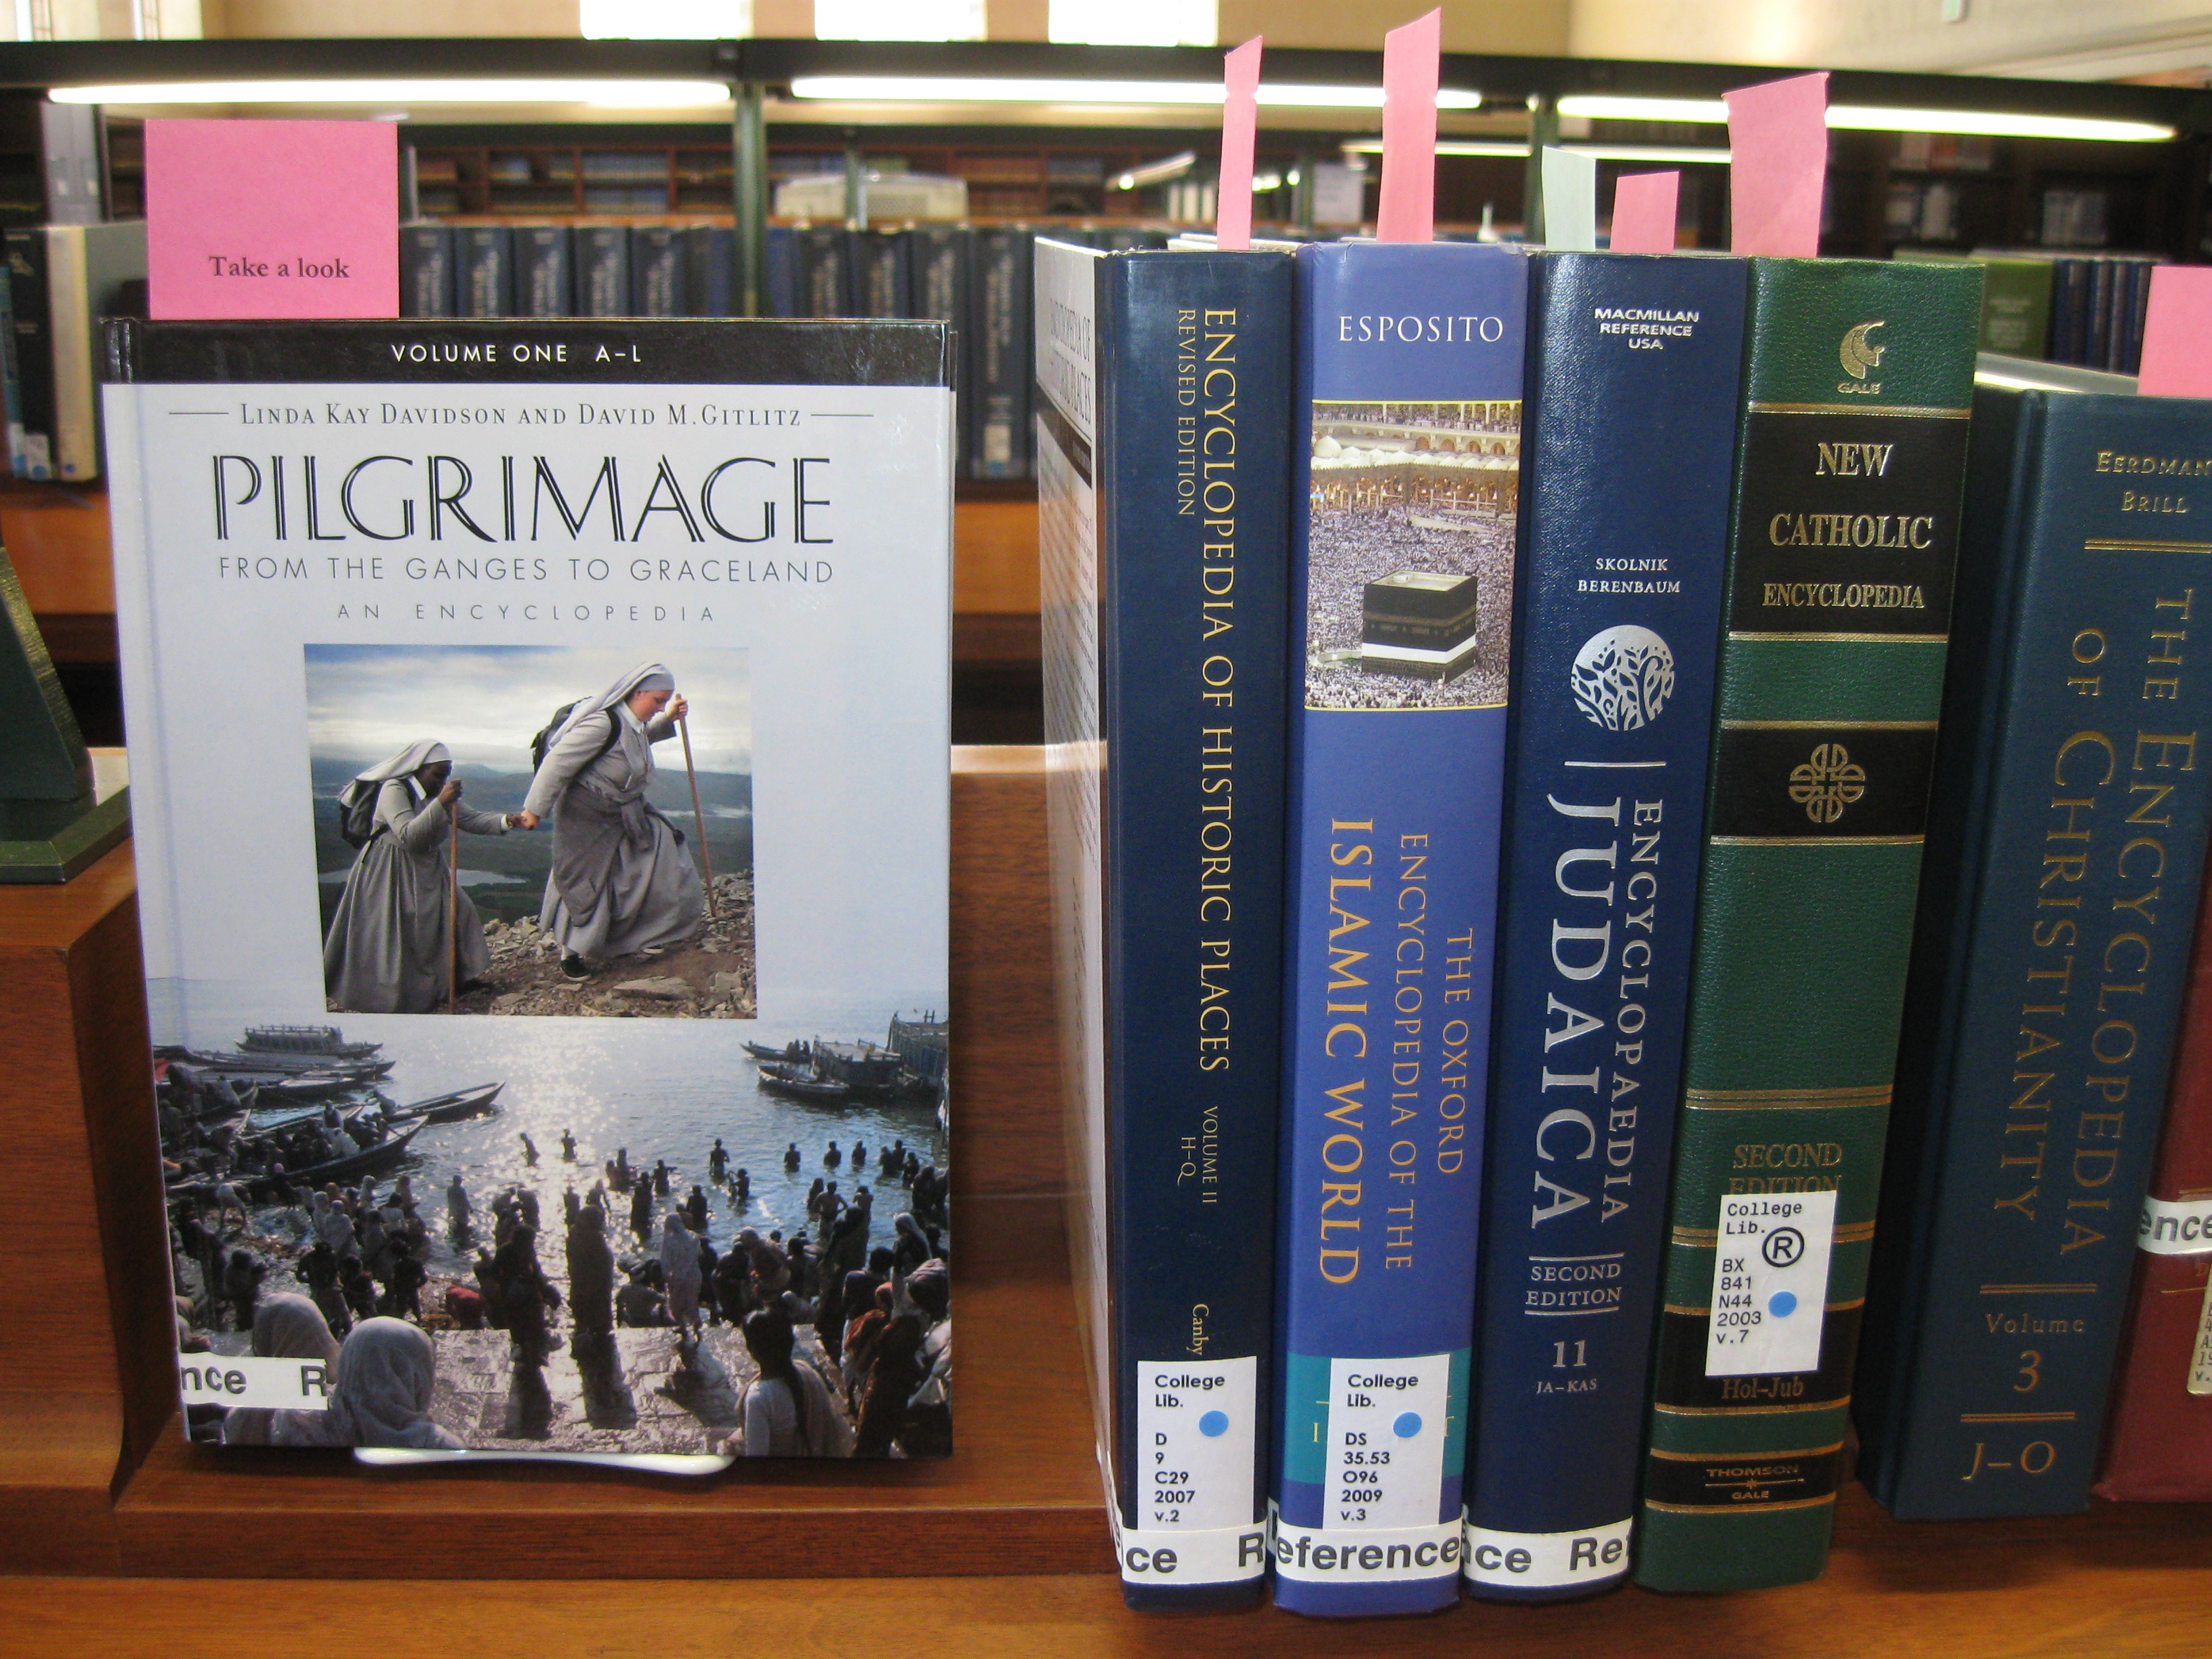 Take a look
VOLUME ONE A–L
LINDA KAY DAVIDSON AND DAVID M. GITLITZ
PILGRIMAGE
FROM THE GANGES TO GRACELAND
AN ENCYCLOPEDIA
nce R
ENCYCLOPEDIA OF HISTORIC PLACES
REVISED EDITION
VOLUME II
H–Q
Canby
College
Lib.
D
9
C29
2007
v.2
ce R
ESPOSITO
THE OXFORD
ENCYCLOPEDIA OF THE
ISLAMIC WORLD
College
Lib.
DS
35.53
O96
2009
v.3
eference
MACMILLAN
REFERENCE
USA
SKOLNIK
BERENBAUM
ENCYCLOPAEDIA
JUDAICA
SECOND
EDITION
11
JA–KAS
nce Re
GALE
NEW
CATHOLIC
ENCYCLOPEDIA
SECOND
EDITION
College
Lib.
R
BX
841
N44
2003
v.7
Hol–Jub
THOMSON
GALE
EERDMAN
BRILL
THE ENCYCLOPEDIA
OF CHRISTIANITY
Volume
3
J–O
ence